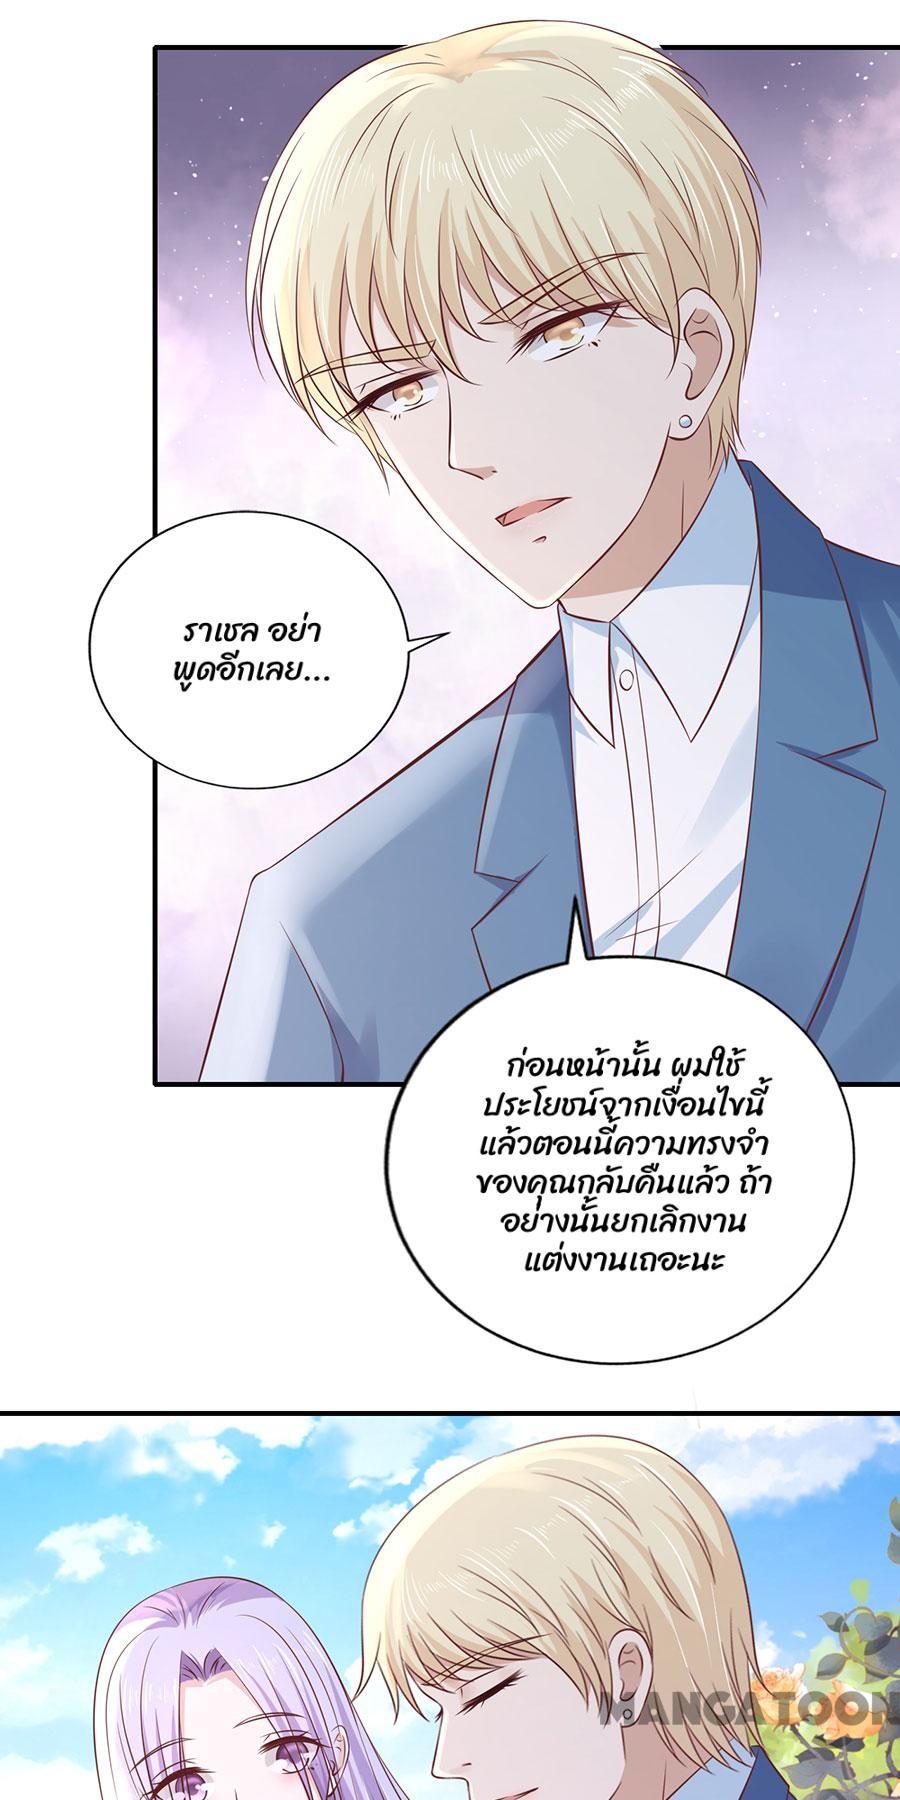 ราเชล อย่า
พูดอีกเลย...
ก่อนหน้านั้น ผมใช้
ประโยชน์จากเงื่อนไขนี้
แล้วตอนนี้ความทรงจำ
ของคุณกลับคืนแล้ว ถ้า
อย่างนั้นยกเลิกงาน
แต่งงานเถอะนะ
MANGATOON